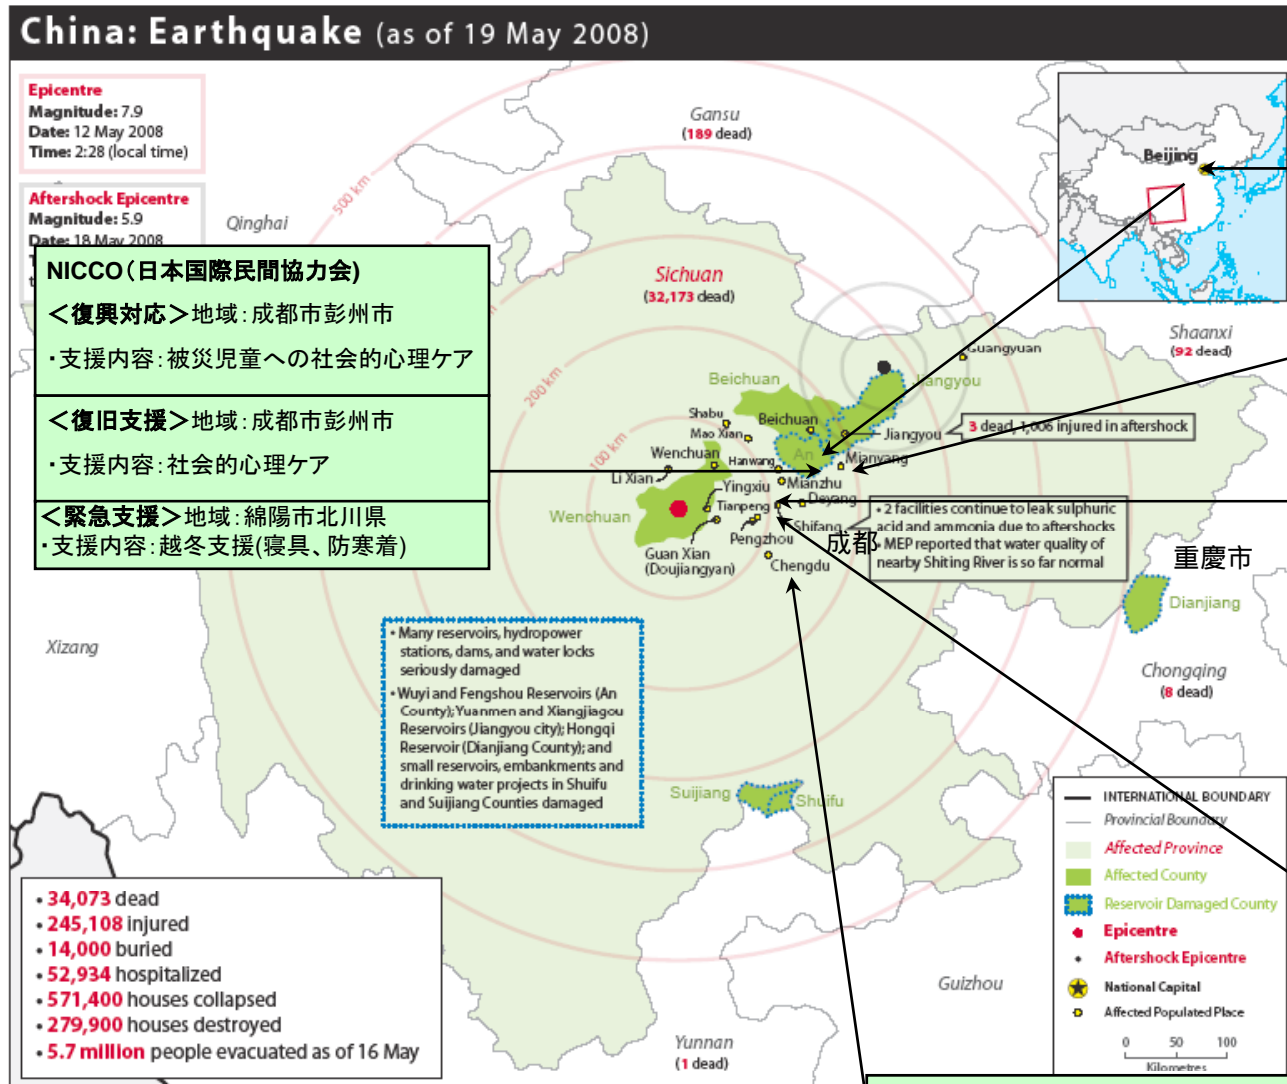 China: Earthquake (as of 19 May 2008)
Epicentre
Magnitude: 7.9
Date: 12 May 2008
Time: 2:28 (local time)
Aftershock Epicentre
Magnitude: 5.9
Date: 18 May 2008
NICCO(日本国際民間協力会)
＜復興対応＞地域：成都市彭州市
・支援内容：被災児童への社会的心理ケア
＜復旧支援＞地域：成都市彭州市
・支援内容：社会的心理ケア
＜緊急支援＞地域：綿陽市北川県
・支援内容：越冬支援(寝具、防寒着)
Gansu
(189 dead)
Qinghai
500 km
Sichuan
(32,173 dead)
200 km
100 km
Beijing
Shaanxi
(92 dead)
Guangyuan
Beichuan
Jiangyou
Shabu
Beichuan
Mao Xian
Jiangyou
3 dead, 1,006 injured in aftershock
Wenchuan
Hanwang
An
Mianyang
Li Xian
Yingxiu
Mianzhu
Deyang
Wenchuan
Tianpeng
Shifang
Pengzhou
成都
Guan Xian
(Doujiangyan)
Chengdu
• 2 facilities continue to leak sulphuric
acid and ammonia due to aftershocks
• MEP reported that water quality of
nearby Shiting River is so far normal
重慶市
Dianjiang
Chongqing
(8 dead)
Xizang
• Many reservoirs, hydropower
stations, dams, and water locks
seriously damaged
• Wuyi and Fengshou Reservoirs (An
County); Yuanmen and Xiangjiagou
Reservoirs (Jiangyou city); Hongqi
Reservoir (Dianjiang County); and
small reservoirs, embankments and
drinking water projects in Shuifu
and Suijiang Counties damaged
Suijiang
Shuifu
• 34,073 dead
• 245,108 injured
• 14,000 buried
• 52,934 hospitalized
• 571,400 houses collapsed
• 279,900 houses destroyed
• 5.7 million people evacuated as of 16 May
Yunnan
(1 dead)
Guizhou
INTERNATIONAL BOUNDARY
Provincial Boundary
Affected Province
Affected County
Reservoir Damaged County
Epicentre
Aftershock Epicentre
National Capital
Affected Populated Place
0 50 100
Kilometres